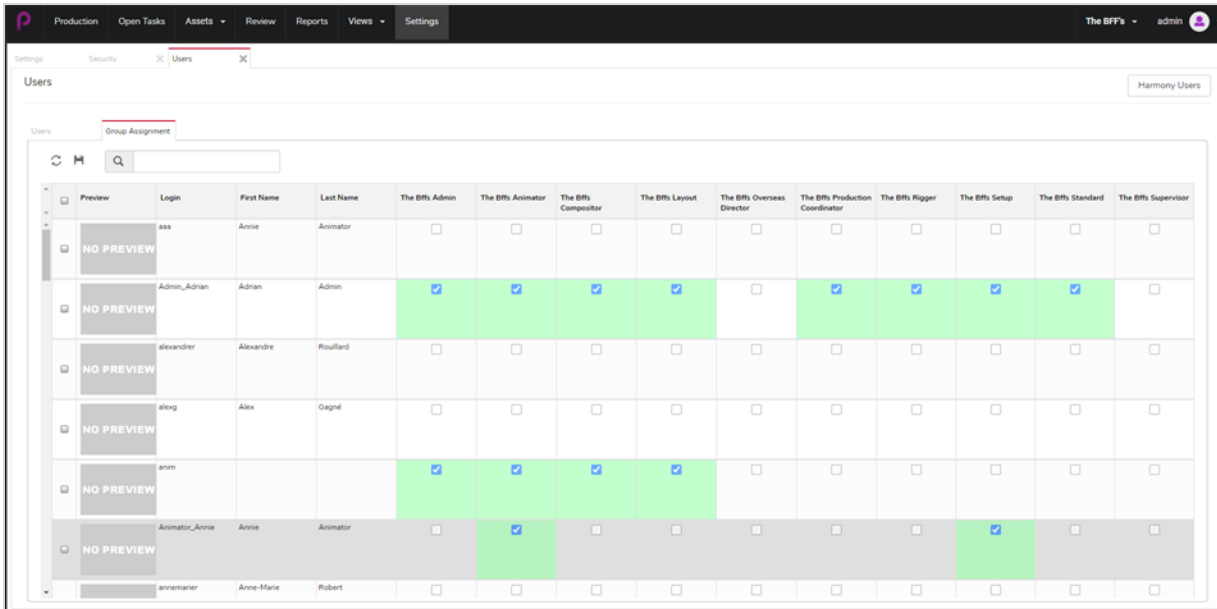 Production Open Tasks Assets Review Reports Views Settings The BFF's admin
Settings Security Users
Users Harmony Users
Users Group Assignment
Preview Login First Name Last Name The Bffs Admin The Bffs Animator The Bffs Compositor The Bffs Layout The Bffs Overseas Director The Bffs Production Coordinator The Bffs Rigger The Bffs Setup The Bffs Standard The Bffs Supervisor
NO PREVIEW aaa Annie Animator
NO PREVIEW Admin_Adrian Adrian Admin
NO PREVIEW alexandrer Alexandre Rouillard
NO PREVIEW alexg Alex Gagné
NO PREVIEW anim
NO PREVIEW Animator_Annie Annie Animator
annemarier Anne-Marie Robert